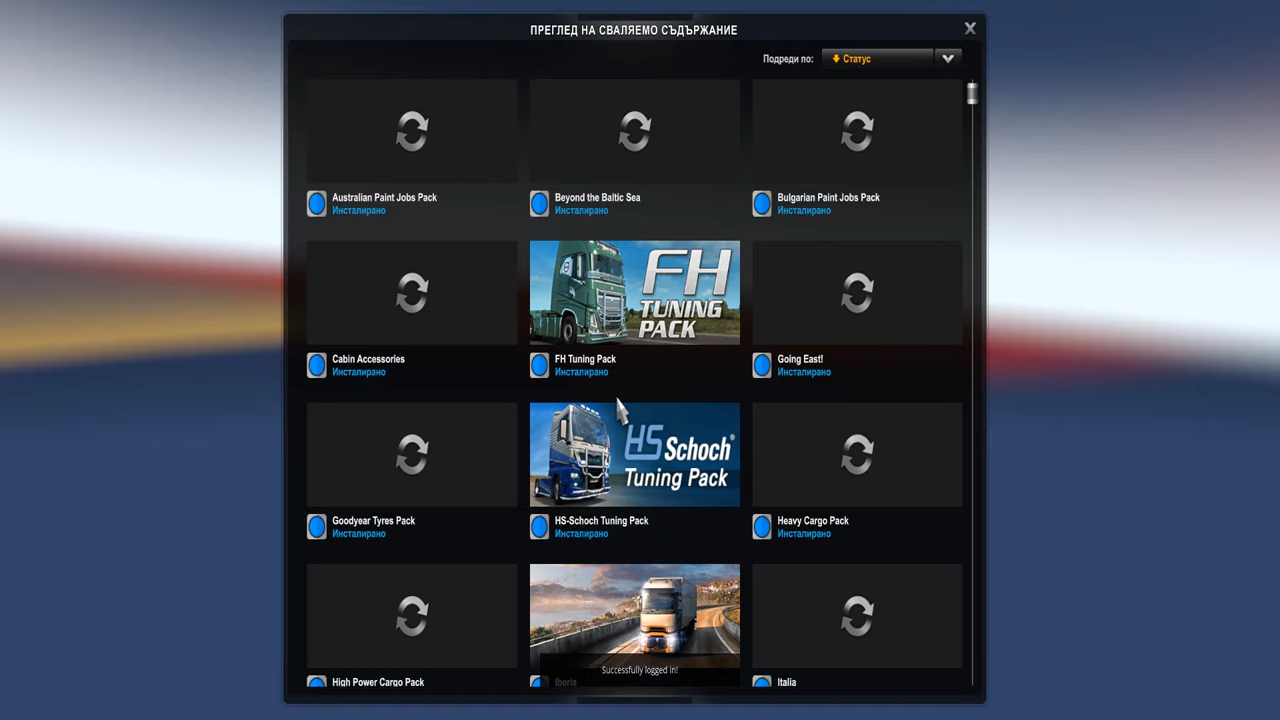 ПРЕГЛЕД НА СВАЛЯЕМО СЪДЪРЖАНИЕ
Подреди по: Статус
Australian Paint Jobs Pack
Инсталирано
Beyond the Baltic Sea
Инсталирано
Bulgarian Paint Jobs Pack
Инсталирано
FH
TUNING
PACK
Cabin Accessories
Инсталирано
FH Tuning Pack
Инсталирано
Going East!
Инсталирано
HS Schoch®
Tuning Pack
Goodyear Tyres Pack
Инсталирано
HS-Schoch Tuning Pack
Инсталирано
Heavy Cargo Pack
Инсталирано
Successfully logged in!
High Power Cargo Pack
Iberia
Italia